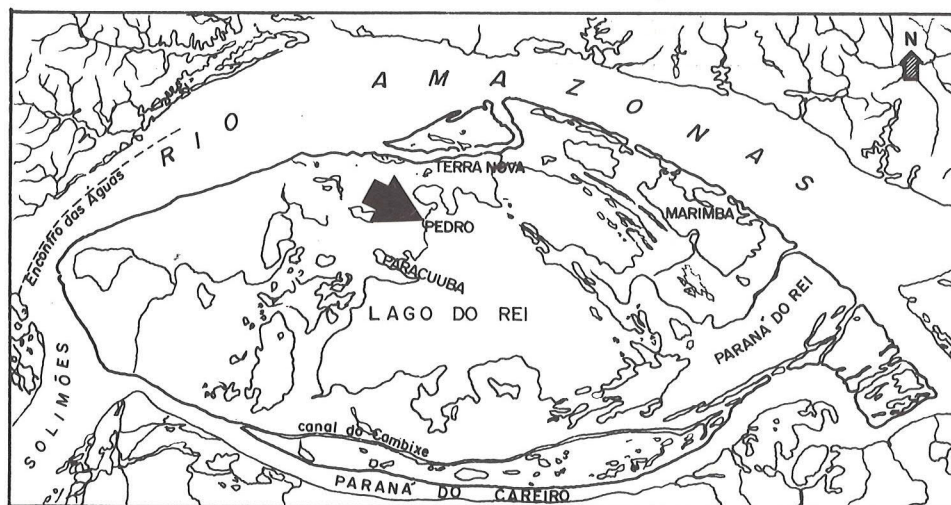 N
RIO AMAZONAS
TERRA NOVA
Encontro das Águas
MARIMBA
PEDRO
PARACUUBA
LAGO DO REI
PARANÁ DO REI
SOLIMÕES
canal do Cambixe
PARANÁ DO CAREIRO